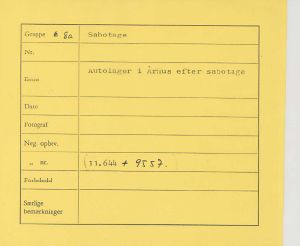 Gruppe 8a Sabotage
Nr.
Emne Autolager i Århus efter sabotage
Dato
Fotograf
Neg. opbev.
„ nr. (11.644 + 9557.
Forbehold
Særlige
bemærkninger